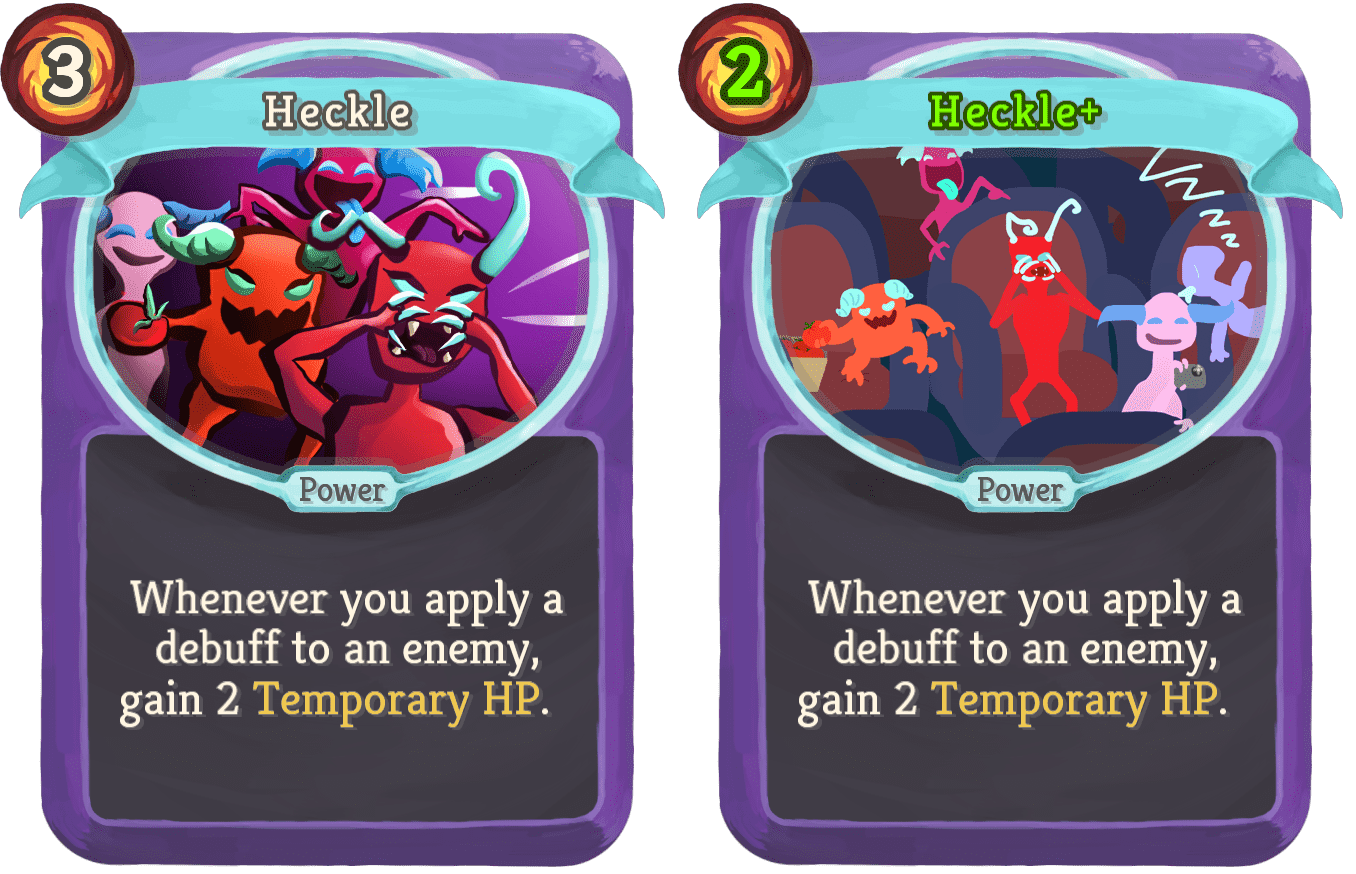 3
Heckle
Power
Whenever you apply a
debuff to an enemy,
gain 2 Temporary HP.
2
Heckle+
Zzzzz
Power
Whenever you apply a
debuff to an enemy,
gain 2 Temporary HP.